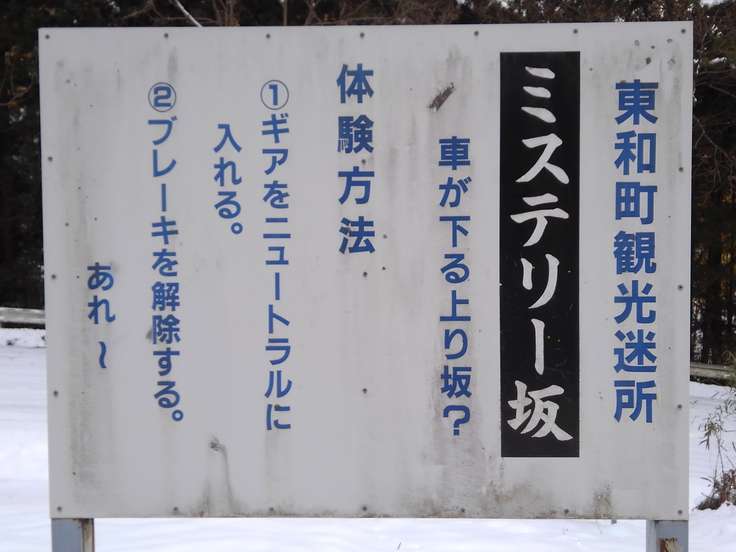 東和町観光迷所
ミステリー坂
車が下る上り坂?
体験方法
①ギアをニュートラルに
入れる。
②ブレーキを解除する。
あれ~